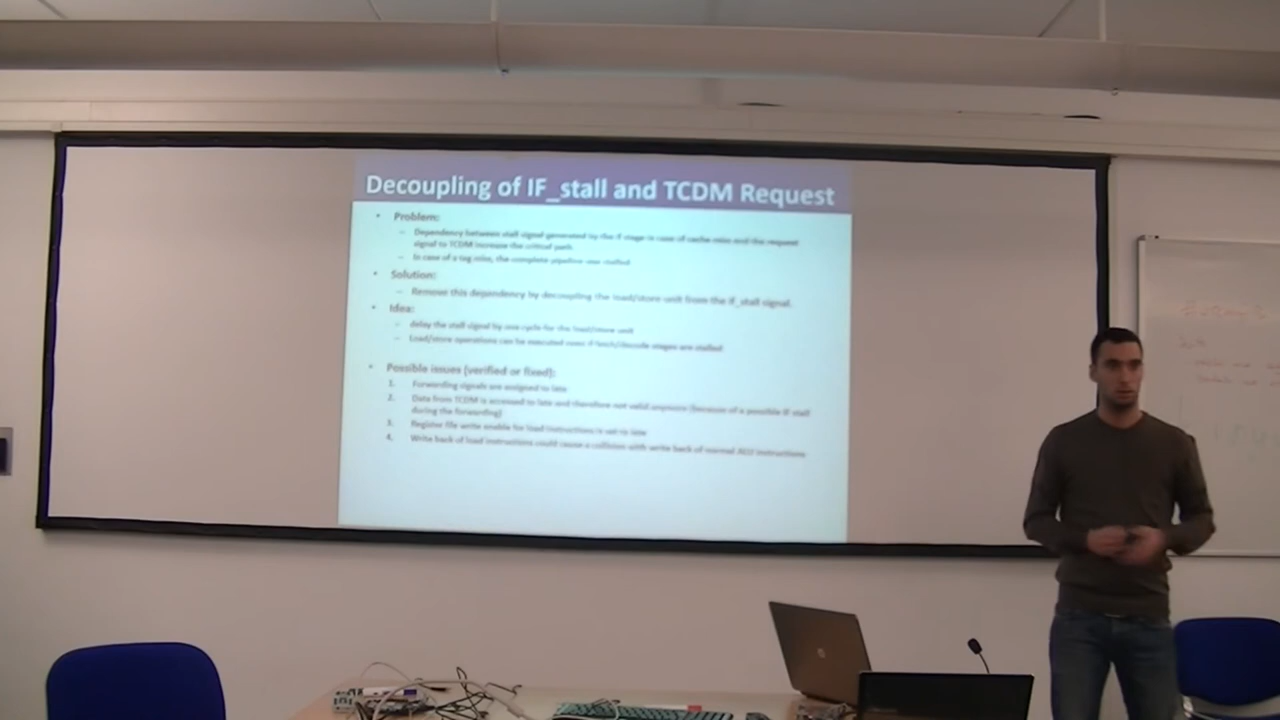 Decoupling of IF_stall and TCDM Request
• Problem:
– Dependency between stall signal generated by the if stage in case of cache miss and the request
signal to TCDM increase the critical path.
– In case of a tag miss, the complete pipeline was stalled
• Solution:
– Remove this dependency by decoupling the load/store unit from the if_stall signal.
• Idea:
– delay the stall signal by one cycle for the load/store unit
– Load/store operations can be executed even if fetch/decode stages are stalled
• Possible issues (verified or fixed):
1. Forwarding signals are assigned to late
2. Data from TCDM is accessed to late and therefore not valid anymore (because of a possible IF stall
during the forwarding)
3. Register file write enable for load instructions is set to late
4. Write back of load instructions could cause a collision with write back of normal ALU instructions